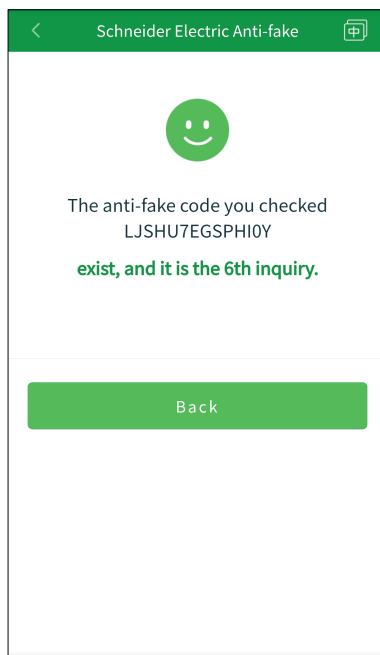 Schneider Electric Anti-fake
中
The anti-fake code you checked
LJSHU7EGSPHI0Y
exist, and it is the 6th inquiry.
Back